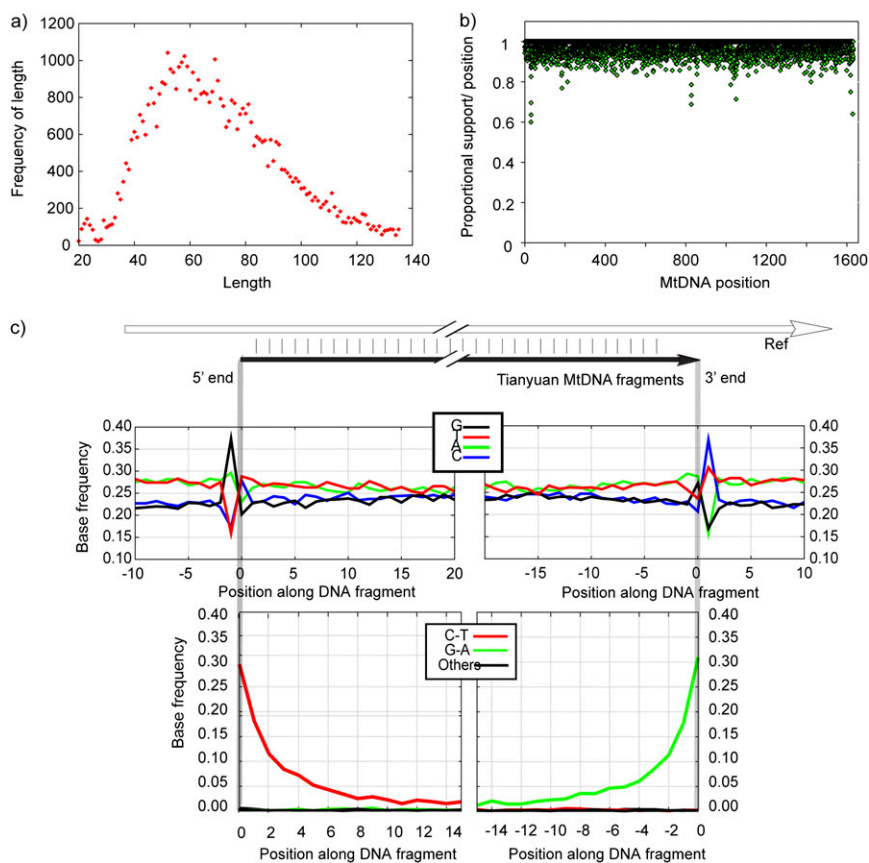 a)
Frequency of length
1200
1000
800
600
400
200
0
20 40 60 80 100 120 140
Length
b)
Proportional support/ position
1
0.8
0.6
0.4
0.2
0
0 400 800 1200 1600
MtDNA position
c)
Ref
5' end
Tianyuan MtDNA fragments
3' end
Base frequency
0.40
0.35
0.30
0.25
0.20
0.15
0.10
-10 -5 0 5 10 15 20
Position along DNA fragment
G
T
A
C
0.40
0.35
0.30
0.25
0.20
0.15
0.10
-15 -10 -5 0 5 10
Position along DNA fragment
Base frequency
0.40
0.35
0.30
0.25
0.20
0.15
0.10
0.05
0.00
0 2 4 6 8 10 12 14
Position along DNA fragment
C-T
G-A
Others
0.40
0.35
0.30
0.25
0.20
0.15
0.10
0.05
0.00
-14 -12 -10 -8 -6 -4 -2 0
Position along DNA fragment